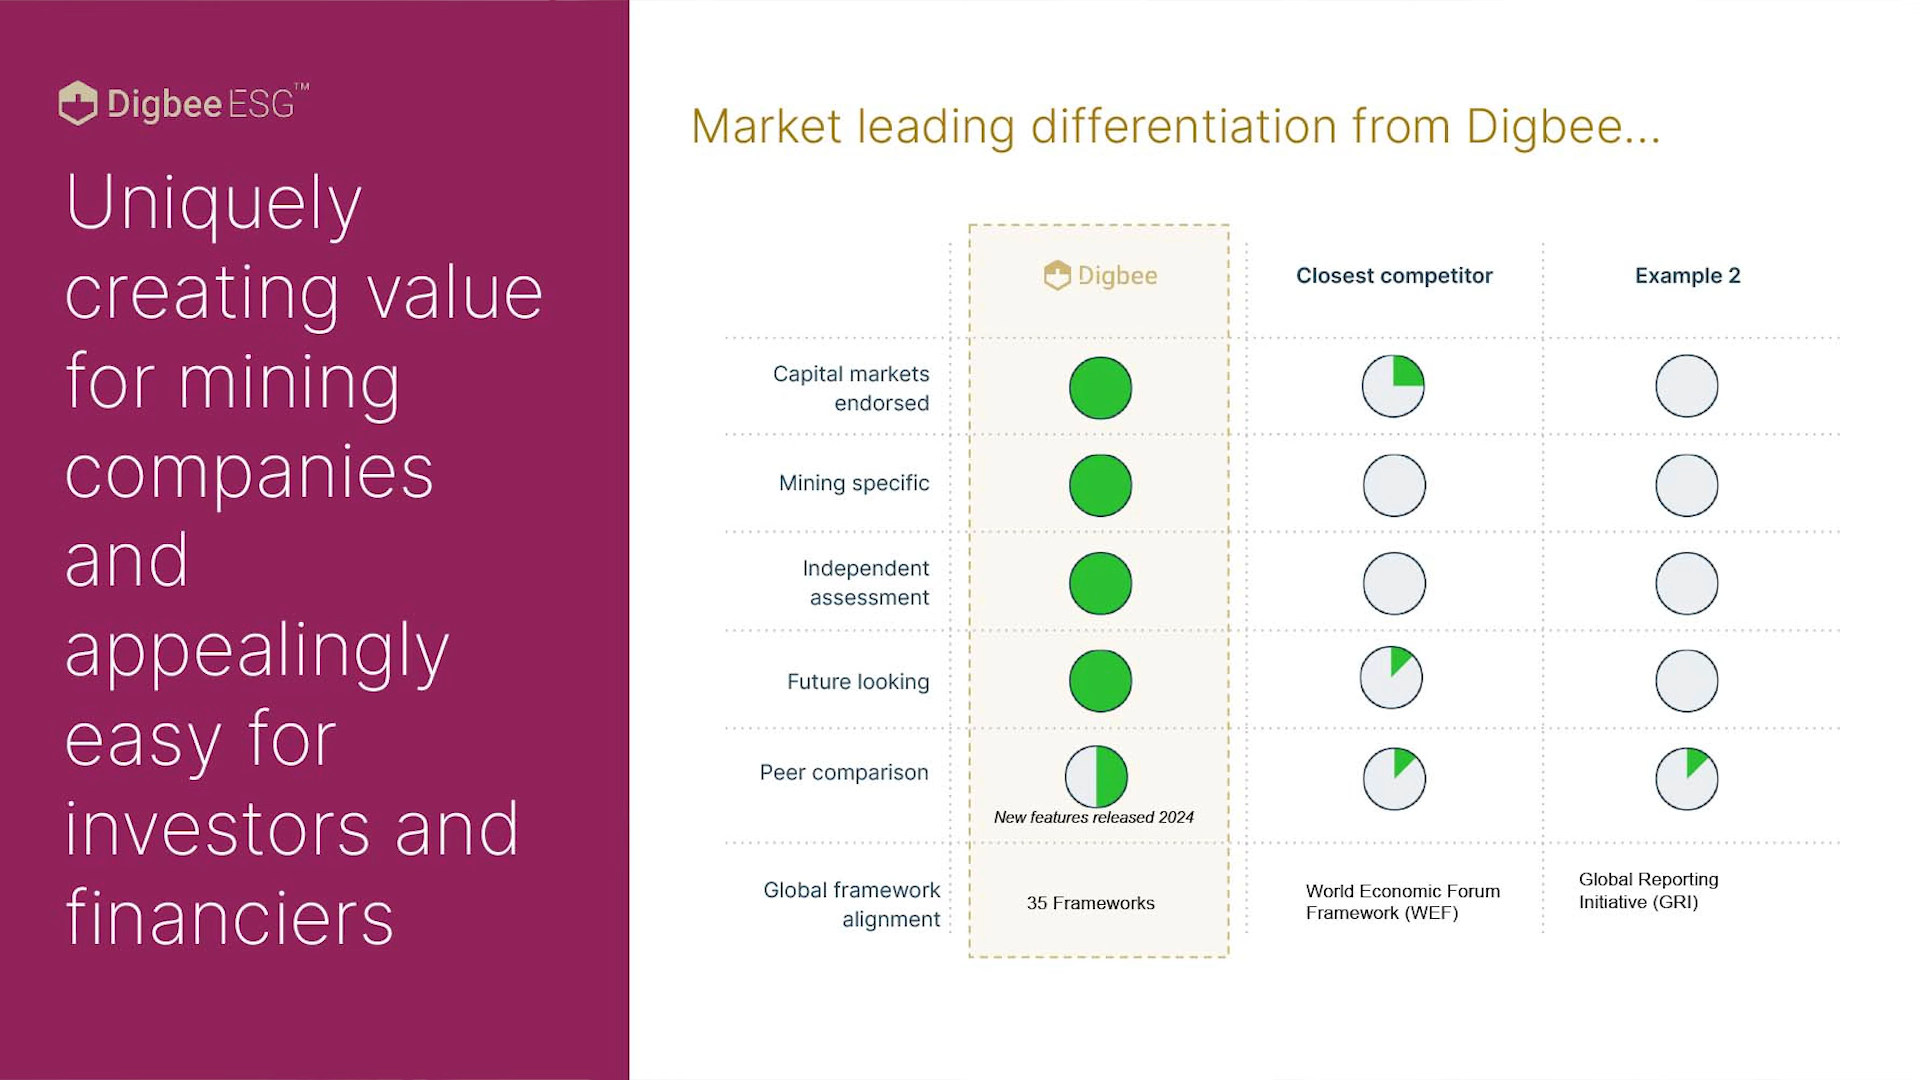 Digbee ESG™
Uniquely
creating value
for mining
companies
and
appealingly
easy for
investors and
financiers
Market leading differentiation from Digbee...
Digbee
Closest competitor
Example 2
Capital markets
endorsed
Mining specific
Independent
assessment
Future looking
Peer comparison
New features released 2024
Global framework
alignment
35 Frameworks
World Economic Forum
Framework (WEF)
Global Reporting
Initiative (GRI)